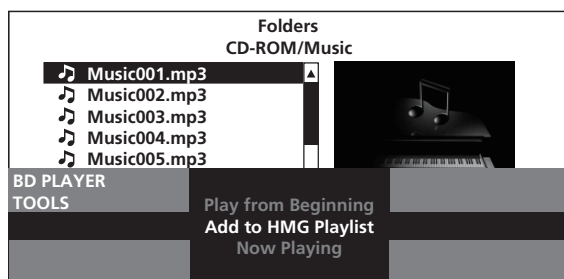 Folders
CD-ROM/Music
Music001.mp3
Music002.mp3
Music003.mp3
Music004.mp3
Music005.mp3
BD PLAYER
TOOLS
Play from Beginning
Add to HMG Playlist
Now Playing